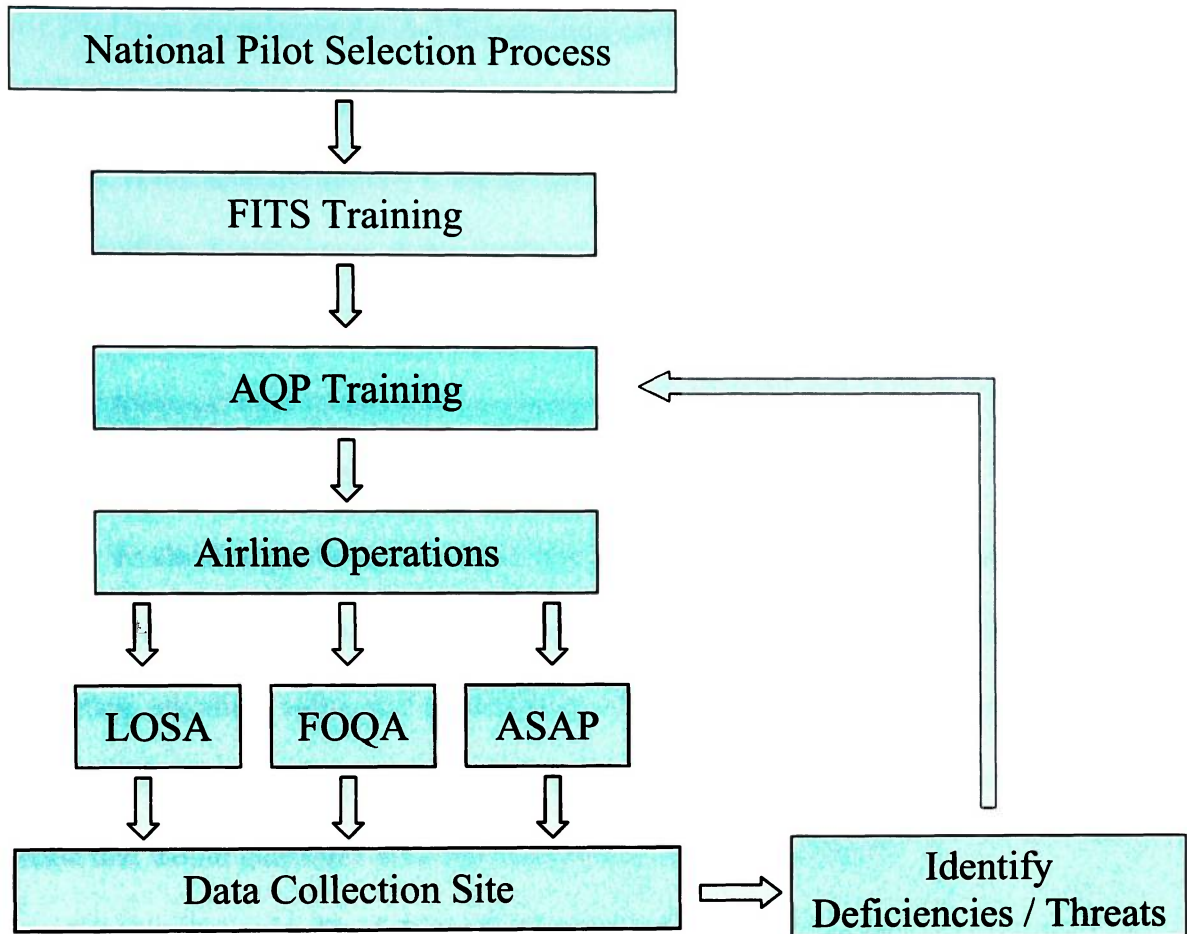 National Pilot Selection Process
FITS Training
AQP Training
Airline Operations
LOSA
FOQA
ASAP
Data Collection Site
Identify
Deficiencies / Threats